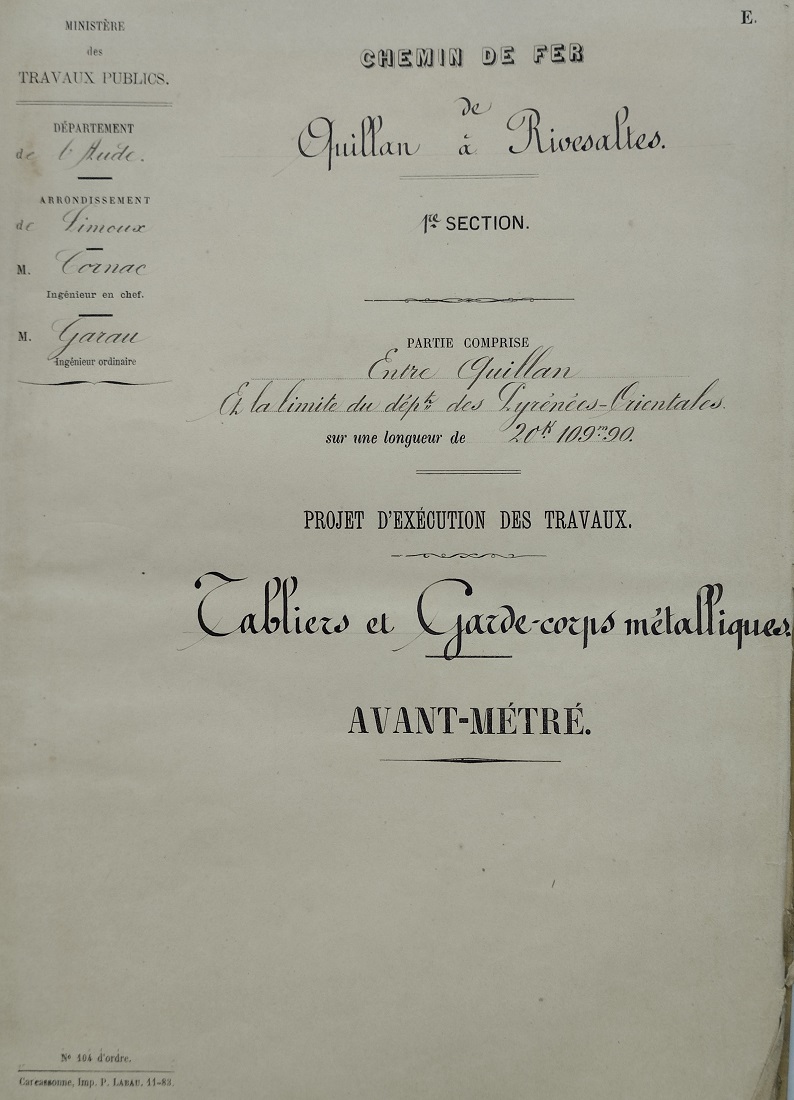 E.
MINISTÈRE
des
TRAVAUX PUBLICS.
DÉPARTEMENT
de l'Aude.
ARRONDISSEMENT
de Limoux
M. Cornac
Ingénieur en chef.
M. Garau
Ingénieur ordinaire
CHEMIN DE FER
de
Quillan à Rivesaltes.
1re SECTION.
PARTIE COMPRISE
Entre Quillan
Et la limite du dépt. des Pyrénées-Orientales.
sur une longueur de 20K 109m90.
PROJET D'EXÉCUTION DES TRAVAUX.
Tabliers et Garde-corps métalliques.
AVANT-MÉTRÉ.
No 104 d'ordre.
Carcassonne, Imp. P. LABAU, 11-83.